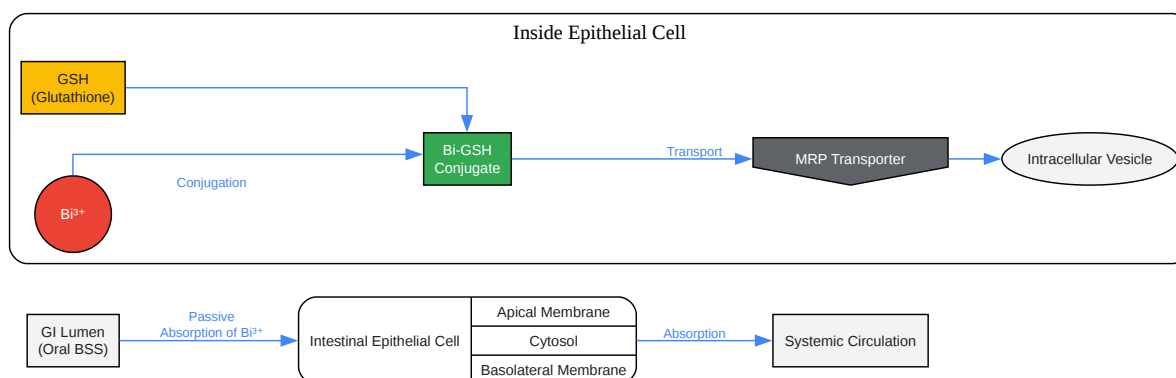 Inside Epithelial Cell
GSH
(Glutathione)
Bi-GSH
Conjugate
Transport
MRP Transporter
Intracellular Vesicle
Conjugation
Bi³⁺
GI Lumen
(Oral BSS)
Passive
Absorption of Bi³⁺
Intestinal Epithelial Cell
Apical Membrane
Cytosol
Basolateral Membrane
Absorption
Systemic Circulation